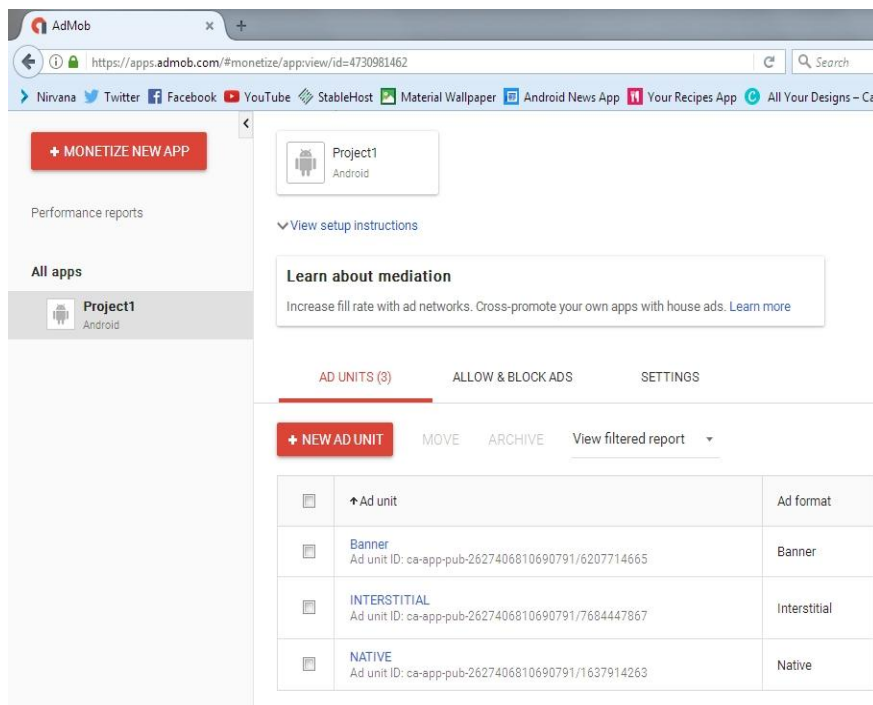 AdMob
https://apps.admob.com/#monetize/app:view/id=4730981462
Search
Nirvana Twitter Facebook YouTube StableHost Material Wallpaper Android News App Your Recipes App All Your Designs – Ca
+ MONETIZE NEW APP
Performance reports
All apps
Project1
Android
Project1
Android
View setup instructions
Learn about mediation
Increase fill rate with ad networks. Cross-promote your own apps with house ads. Learn more
AD UNITS (3) ALLOW & BLOCK ADS SETTINGS
+ NEW AD UNIT MOVE ARCHIVE View filtered report
Ad unit Ad format
Banner
Ad unit ID: ca-app-pub-2627406810690791/6207714665
Banner
INTERSTITIAL
Ad unit ID: ca-app-pub-2627406810690791/7684447867
Interstitial
NATIVE
Ad unit ID: ca-app-pub-2627406810690791/1637914263
Native